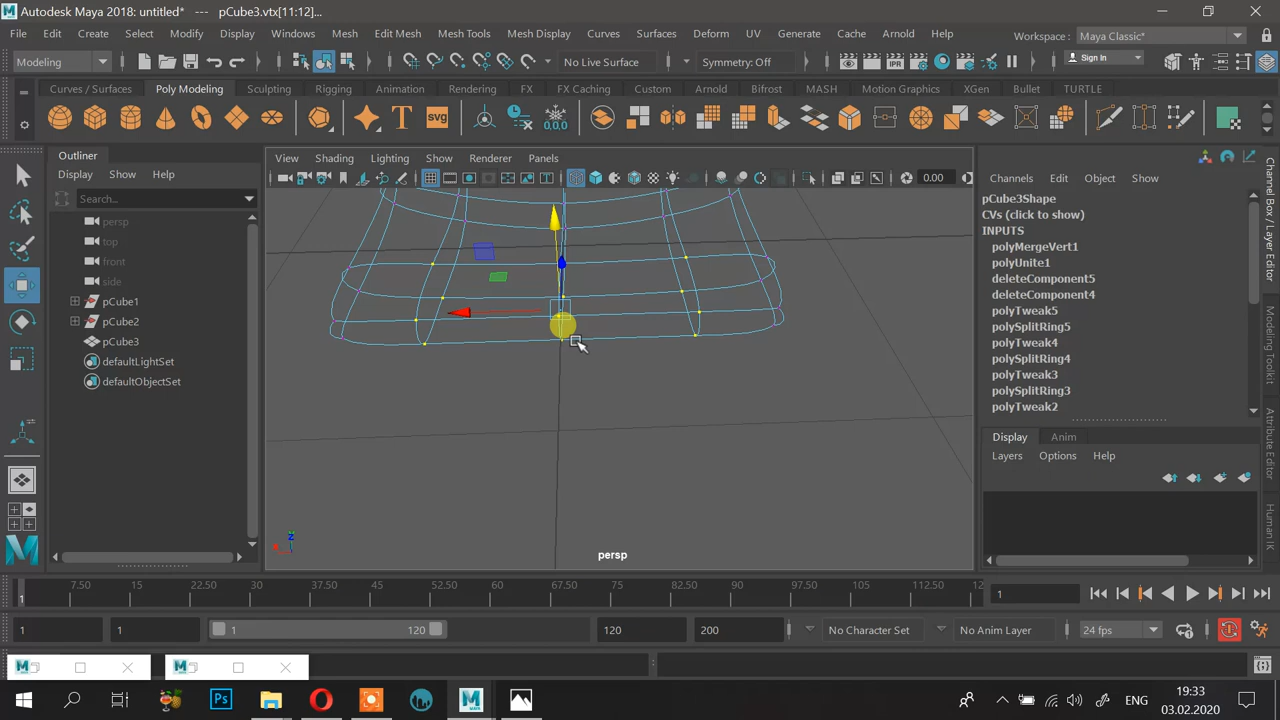 Autodesk Maya 2018: untitled* --- pCube3.vtx[11:12]...
File Edit Create Select Modify Display Windows Mesh Edit Mesh Mesh Tools Mesh Display Curves Surfaces Deform UV Generate Cache Arnold Help Workspace : Maya Classic*
Modeling No Live Surface Symmetry: Off Sign In
Curves / Surfaces Poly Modeling Sculpting Rigging Animation Rendering FX FX Caching Custom Arnold Bifrost MASH Motion Graphics XGen Bullet TURTLE
T svg 0,0,0
Outliner
Display Show Help
Search...
persp
top
front
side
pCube1
pCube2
pCube3
defaultLightSet
defaultObjectSet
View Shading Lighting Show Renderer Panels
0.00
persp
Channels Edit Object Show
pCube3Shape
CVs (click to show)
INPUTS
polyMergeVert1
polyUnite1
deleteComponent5
deleteComponent4
polyTweak5
polySplitRing5
polyTweak4
polySplitRing4
polyTweak3
polySplitRing3
polyTweak2
Display Anim
Layers Options Help
Channel Box / Layer Editor
Modeling Toolkit
Attribute Editor
Human IK
1 7.50 15 22.50 30 37.50 45 52.50 60 67.50 75 82.50 90 97.50 105 112.50 12 1
1 1 1 120 120 200 No Character Set No Anim Layer 24 fps
Ps M ENG
19:33
03.02.2020